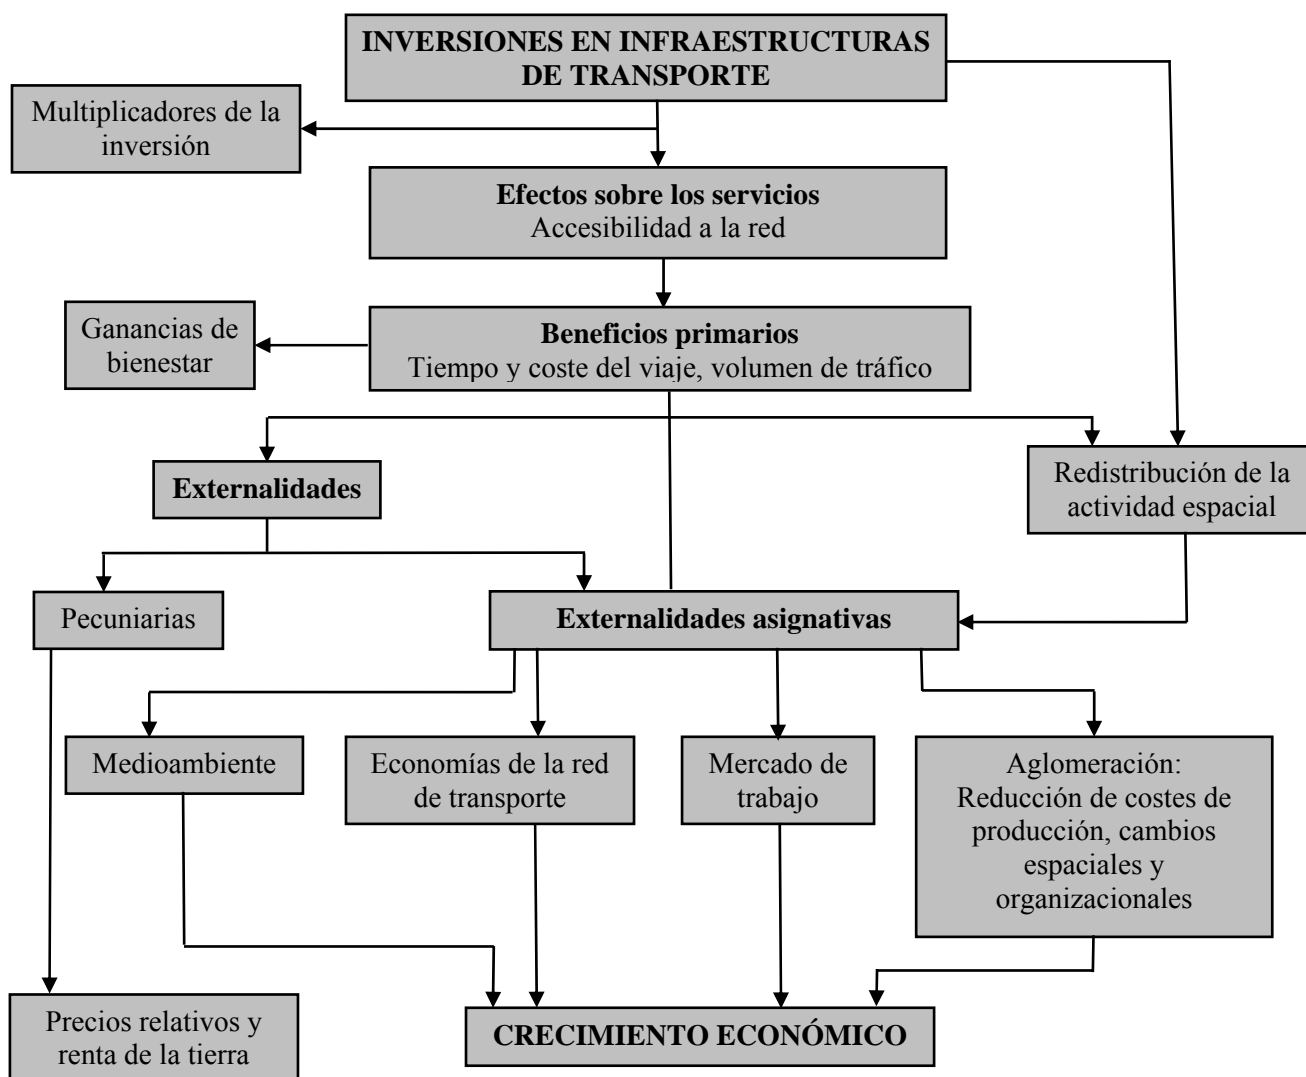 INVERSIONES EN INFRAESTRUCTURAS
DE TRANSPORTE
Multiplicadores de la
inversión
Efectos sobre los servicios
Accesibilidad a la red
Ganancias de
bienestar
Beneficios primarios
Tiempo y coste del viaje, volumen de tráfico
Externalidades
Redistribución de la
actividad espacial
Pecuniarias
Externalidades asignativas
Medioambiente
Economías de la red
de transporte
Mercado de
trabajo
Aglomeración:
Reducción de costes de
producción, cambios
espaciales y
organizacionales
Precios relativos y
renta de la tierra
CRECIMIENTO ECONÓMICO